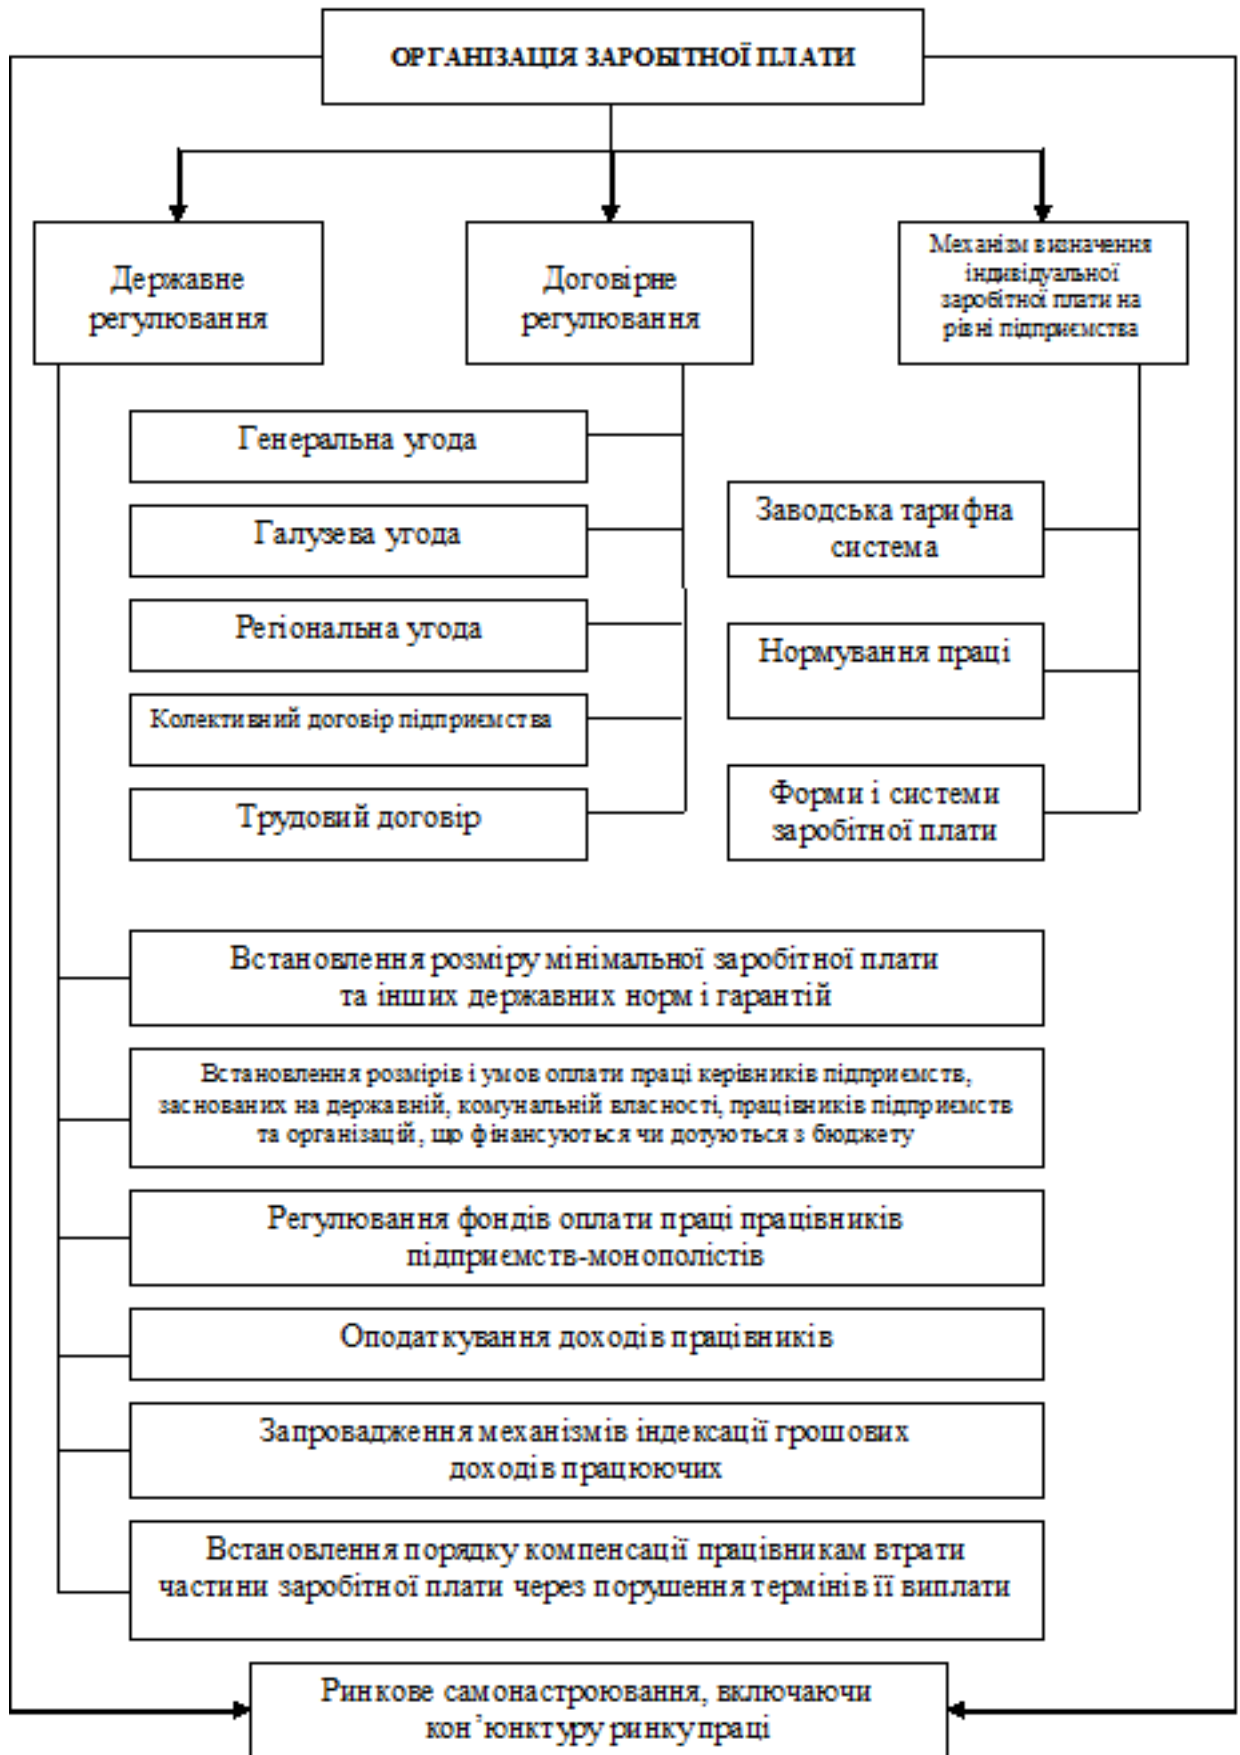 ОРГАНІЗАЦІЯ ЗАРОБІТНОЇ ПЛАТИ
Державне
регулювання
Договірне
регулювання
Механізм визначення
індивідуальної
заробітної плати на
рівні підприємства
Генеральна угода
Галузева угода
Регіональна угода
Колективний договір підприємства
Трудовий договір
Заводська тарифна
система
Нормування праці
Форми і системи
заробітної плати
Встановлення розміру мінімальної заробітної плати
та інших державних норм і гарантій
Встановлення розмірів і умов оплати праці керівників підприємств,
заснованих на державній, комунальній власності, працівників підприємств
та організацій, що фінансуються чи дотуються з бюджету
Регулювання фондів оплати праці працівників
підприємств-монополістів
Оподаткування доходів працівників
Запровадження механізмів індексації грошових
доходів працюючих
Встановлення порядку компенсації працівникам втрати
частини заробітної плати через порушення термінів її виплати
Ринкове самонастроювання, включаючи
кон’юнктуру ринку праці